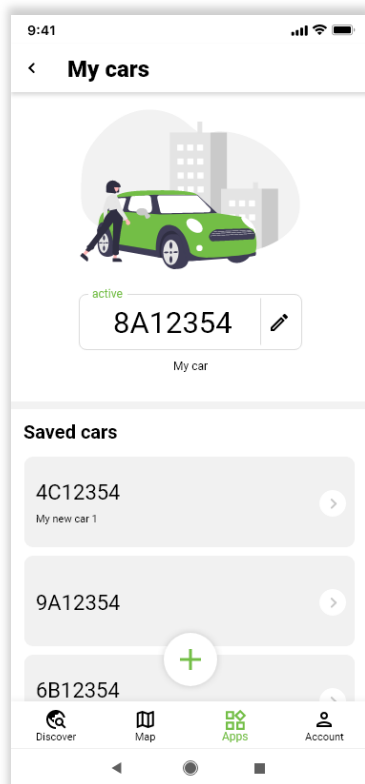 9:41
My cars
active
8A12354
My car
Saved cars
4C12354
My new car 1
9A12354
6B12354
Discover
Map
Apps
Account